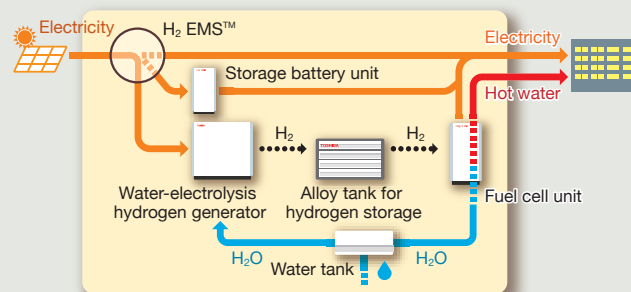 Electricity
H₂ EMS™
Electricity
Storage battery unit
Hot water
H₂
H₂
TOSHIBA
Water-electrolysis
hydrogen generator
Alloy tank for
hydrogen storage
Fuel cell unit
H₂O
Water tank
H₂O